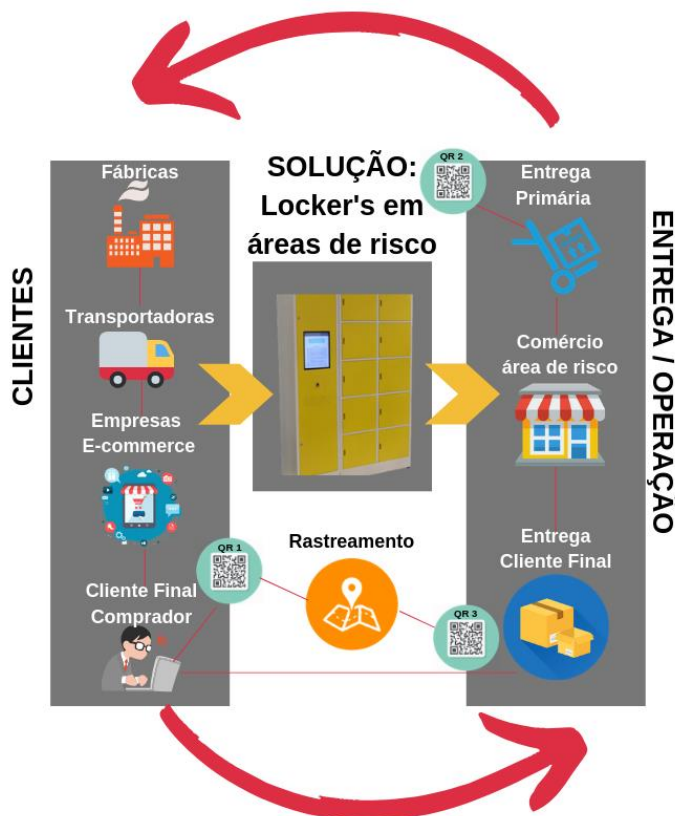 SOLUÇÃO:
Locker's em
áreas de risco
CLIENTES
Fábricas
Transportadoras
Empresas
E-commerce
Cliente Final
Comprador
QR 1
Rastreamento
QR 3
QR 2
Entrega
Primária
Comércio
área de risco
Entrega
Cliente Final
ENTREGA / OPERAÇÃO